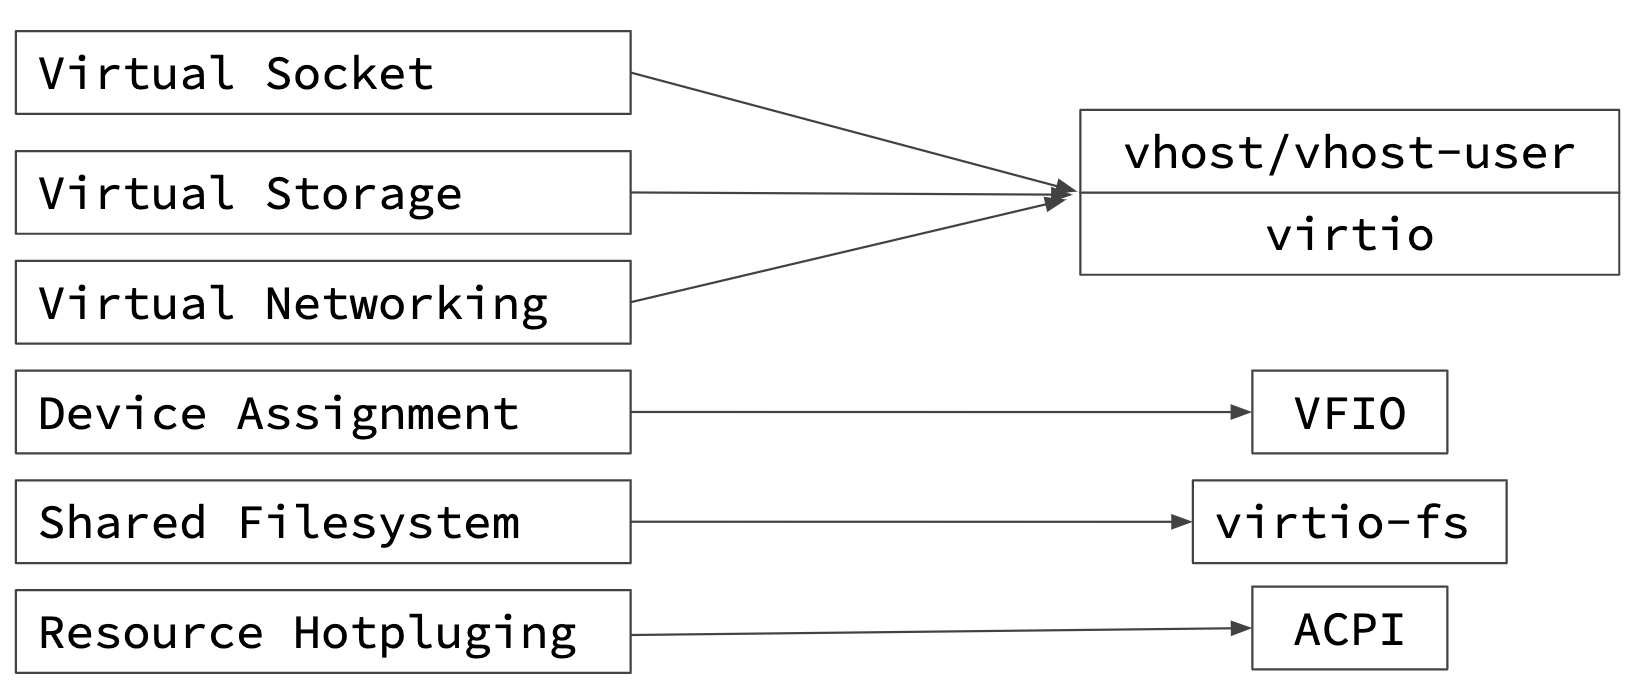 Virtual Socket
Virtual Storage
Virtual Networking
Device Assignment
Shared Filesystem
Resource Hotpluging
vhost/vhost-user
virtio
VFIO
virtio-fs
ACPI